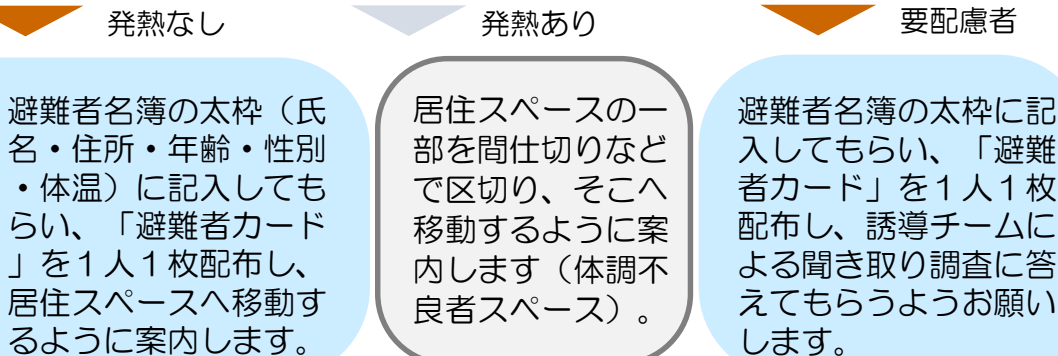 発熱なし
避難者名簿の太枠（氏
名・住所・年齢・性別
・体温）に記入しても
らい、「避難者カード
」を１人１枚配布し、
居住スペースへ移動す
るように案内します。
発熱あり
居住スペースの一
部を間仕切りなど
で区切り、そこへ
移動するように案
内します（体調不
良者スペース）。
要配慮者
避難者名簿の太枠に記
入してもらい、「避難
者カード」を１人１枚
配布し、誘導チームに
よる聞き取り調査に答
えてもらうようお願い
します。